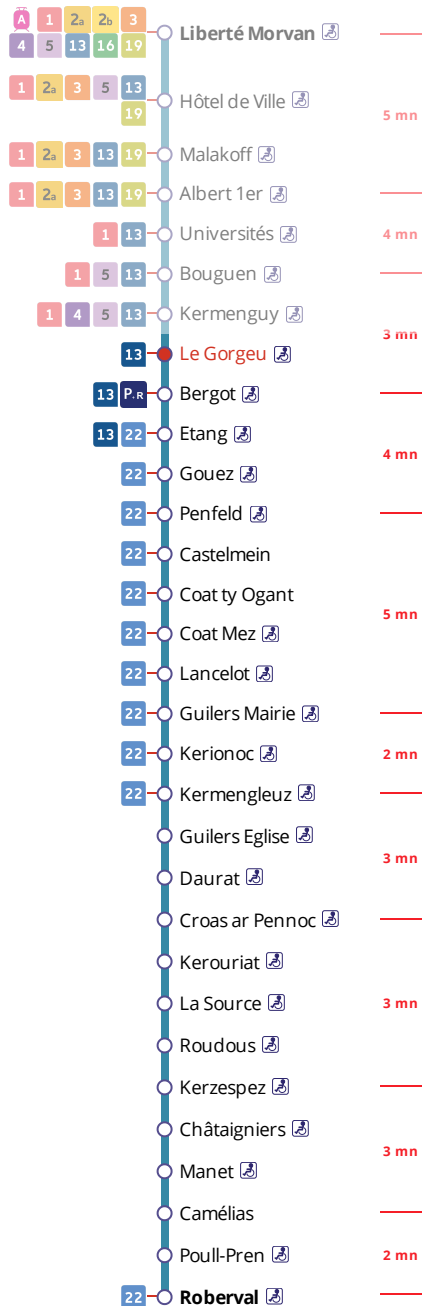 A 1 2a 2b 3
4 5 13 16 19
Liberté Morvan
1 2a 3 5 13
19
Hôtel de Ville
5 mn
1 2a 3 13 19 Malakoff
1 2a 3 13 19 Albert 1er
1 13 Universités 4 mn
1 5 13 Bouguen
1 4 5 13 Kermenguy
3 mn
13 Le Gorgeu
13 P+R Bergot
13 22 Etang
4 mn
22 Gouez
22 Penfeld
22 Castelmein
22 Coat ty Ogant
5 mn
22 Coat Mez
22 Lancelot
22 Guilers Mairie
22 Kerionoc 2 mn
22 Kermengleuz
Guilers Eglise
3 mn
Daurat
Croas ar Pennoc
Kerouriat
La Source 3 mn
Roudous
Kerzespez
Châtaigniers
3 mn
Manet
Camélias
Poull-Pren 2 mn
22 Roberval